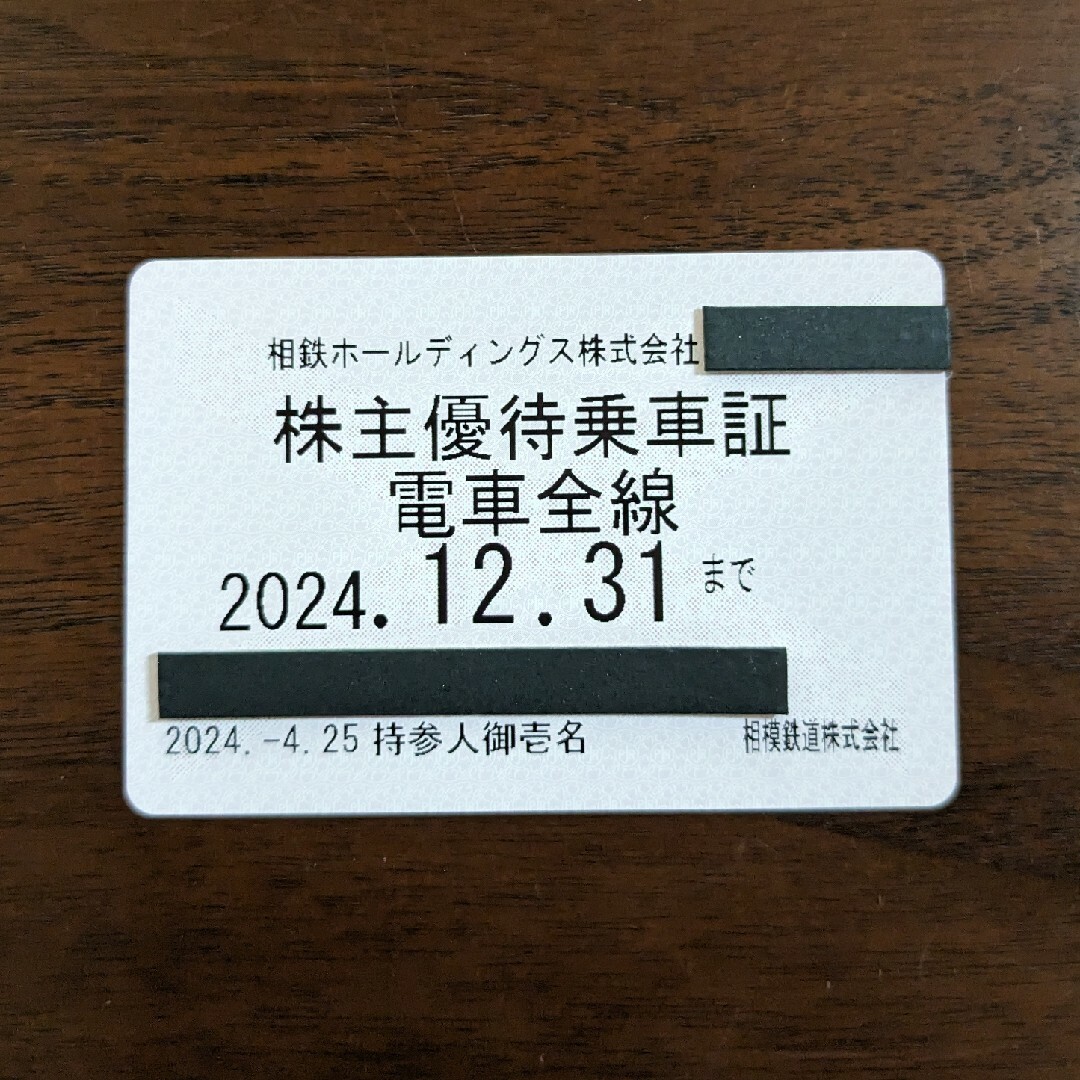 相鉄ホールディングス株式会社
株主優待乗車証
電車全線
2024.12.31まで
2024.-4.25 持参人御壱名 相模鉄道株式会社